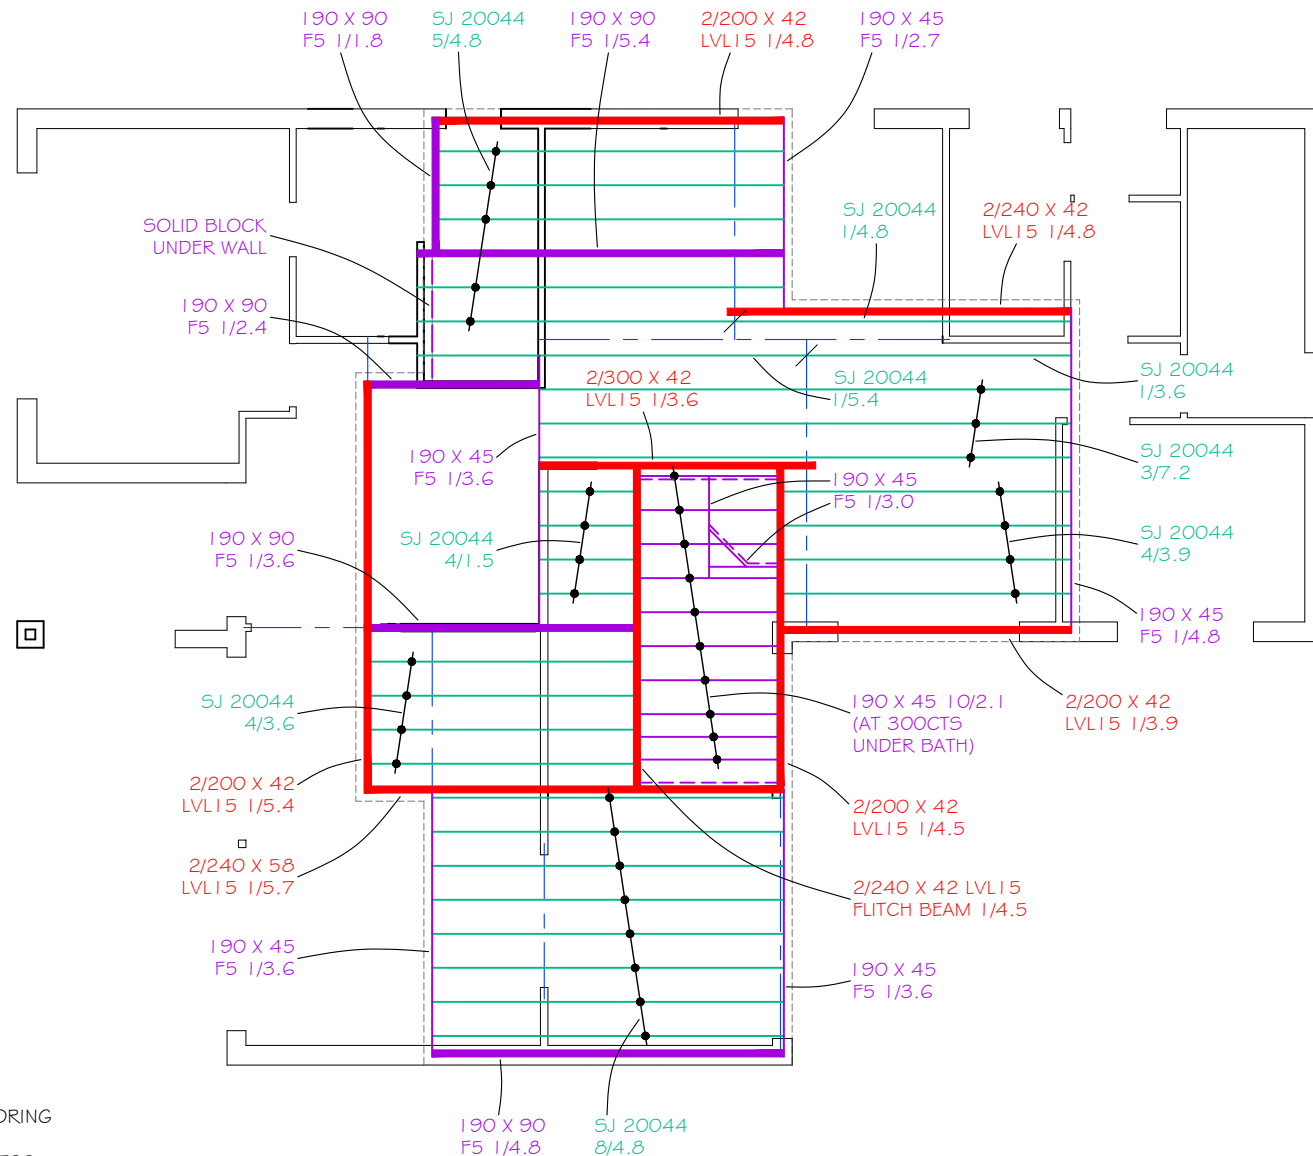 190 X 90
F5 1/1.8
SJ 20044
5/4.8
190 X 90
F5 1/5.4
2/200 X 42
LVL15 1/4.8
190 X 45
F5 1/2.7
SOLID BLOCK
UNDER WALL
SJ 20044
1/4.8
2/240 X 42
LVL15 1/4.8
190 X 90
F5 1/2.4
2/300 X 42
LVL15 1/3.6
SJ 20044
1/5.4
SJ 20044
1/3.6
190 X 45
F5 1/3.6
SJ 20044
3/7.2
190 X 45
F5 1/3.0
190 X 90
F5 1/3.6
SJ 20044
4/1.5
SJ 20044
4/3.9
190 X 45
F5 1/4.8
SJ 20044
4/3.6
190 X 45 10/2.1
(AT 300CTS
UNDER BATH)
2/200 X 42
LVL15 1/3.9
2/200 X 42
LVL15 1/5.4
2/200 X 42
LVL15 1/4.5
2/240 X 58
LVL15 1/5.7
2/240 X 42 LVL15
FLITCH BEAM 1/4.5
190 X 45
F5 1/3.6
190 X 45
F5 1/3.6
ORING
190 X 90
F5 1/4.8
SJ 20044
8/4.8